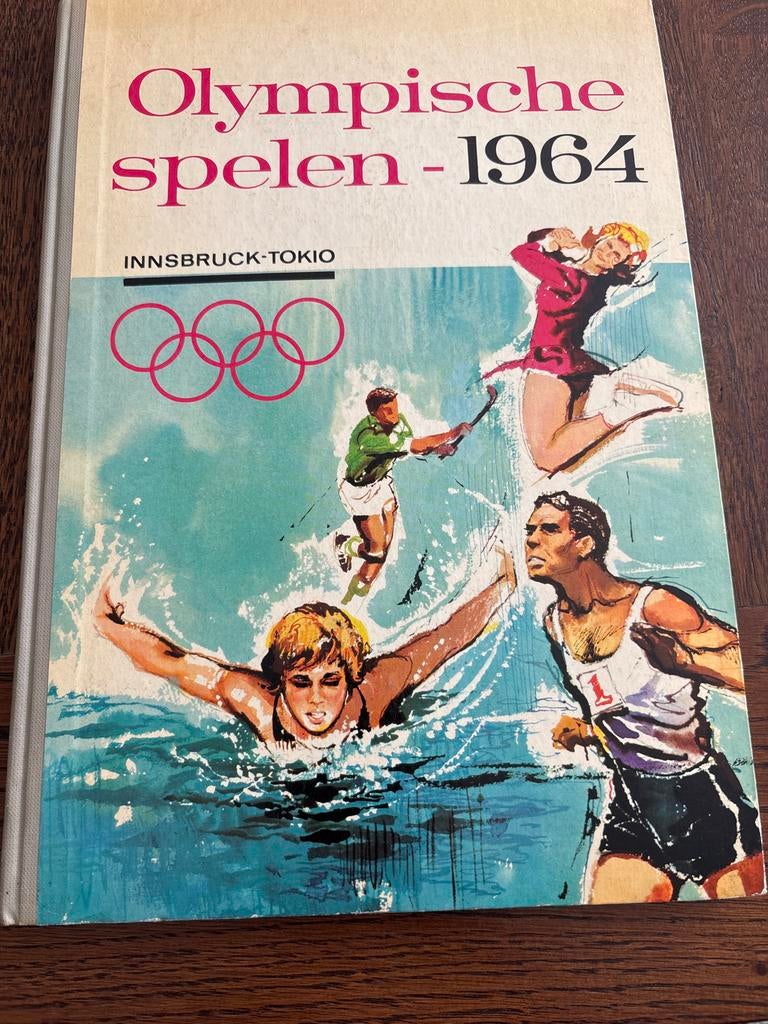 Olympische
spelen - 1964
INNSBRUCK-TOKIO
1